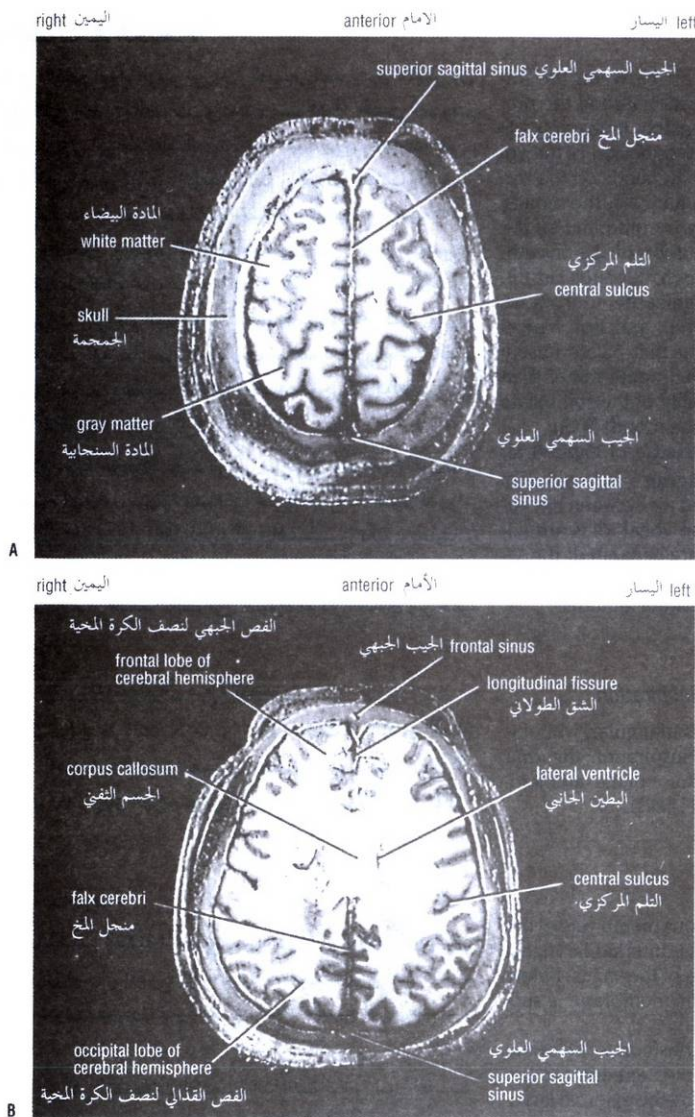 right اليمين
anterior الامام
left اليسار
superior sagittal sinus الجيب السهمي العلوي
falx cerebri منجل المخ
المادة البيضاء
white matter
التلم المركزي
central sulcus
skull
الجمجمة
gray matter
المادة السنجابية
الجيب السهمي العلوي
superior sagittal
sinus
A
right اليمين
anterior الأمام
left اليسار
الفص الجبهي لنصف الكرة المخية
frontal lobe of
cerebral hemisphere
الجيب الجبهي frontal sinus
longitudinal fissure
الشق الطولاني
corpus callosum
الجسم الثفني
lateral ventricle
البطين الجانبي
falx cerebri
منجل المخ
central sulcus
التلم المركزي
occipital lobe of
cerebral hemisphere
الفص القذالي لنصف الكرة المخية
الجيب السهمي العلوي
superior sagittal
sinus
B